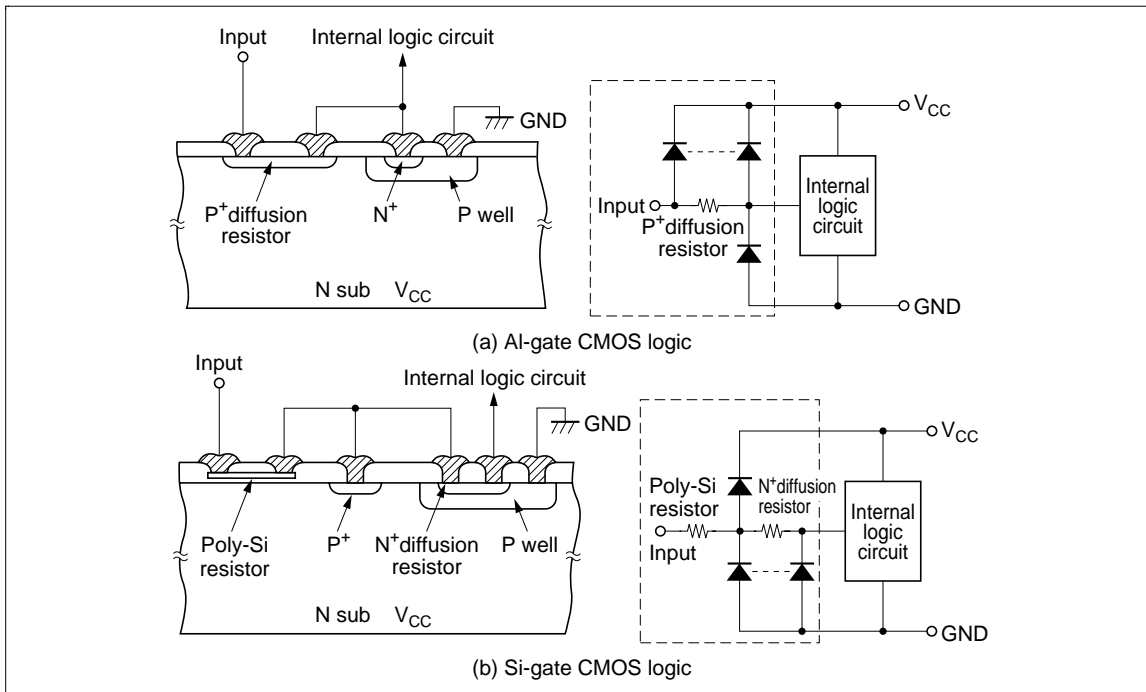 Input
Internal logic circuit
GND
P+ diffusion
resistor
N+
P well
N sub VCC
VCC
Input
P+ diffusion
resistor
Internal
logic
circuit
GND
(a) Al-gate CMOS logic
Input
Internal logic circuit
GND
Poly-Si
resistor
P+
N+ diffusion
resistor
P well
N sub VCC
VCC
Poly-Si
resistor
N+ diffusion
resistor
Input
Internal
logic
circuit
GND
(b) Si-gate CMOS logic